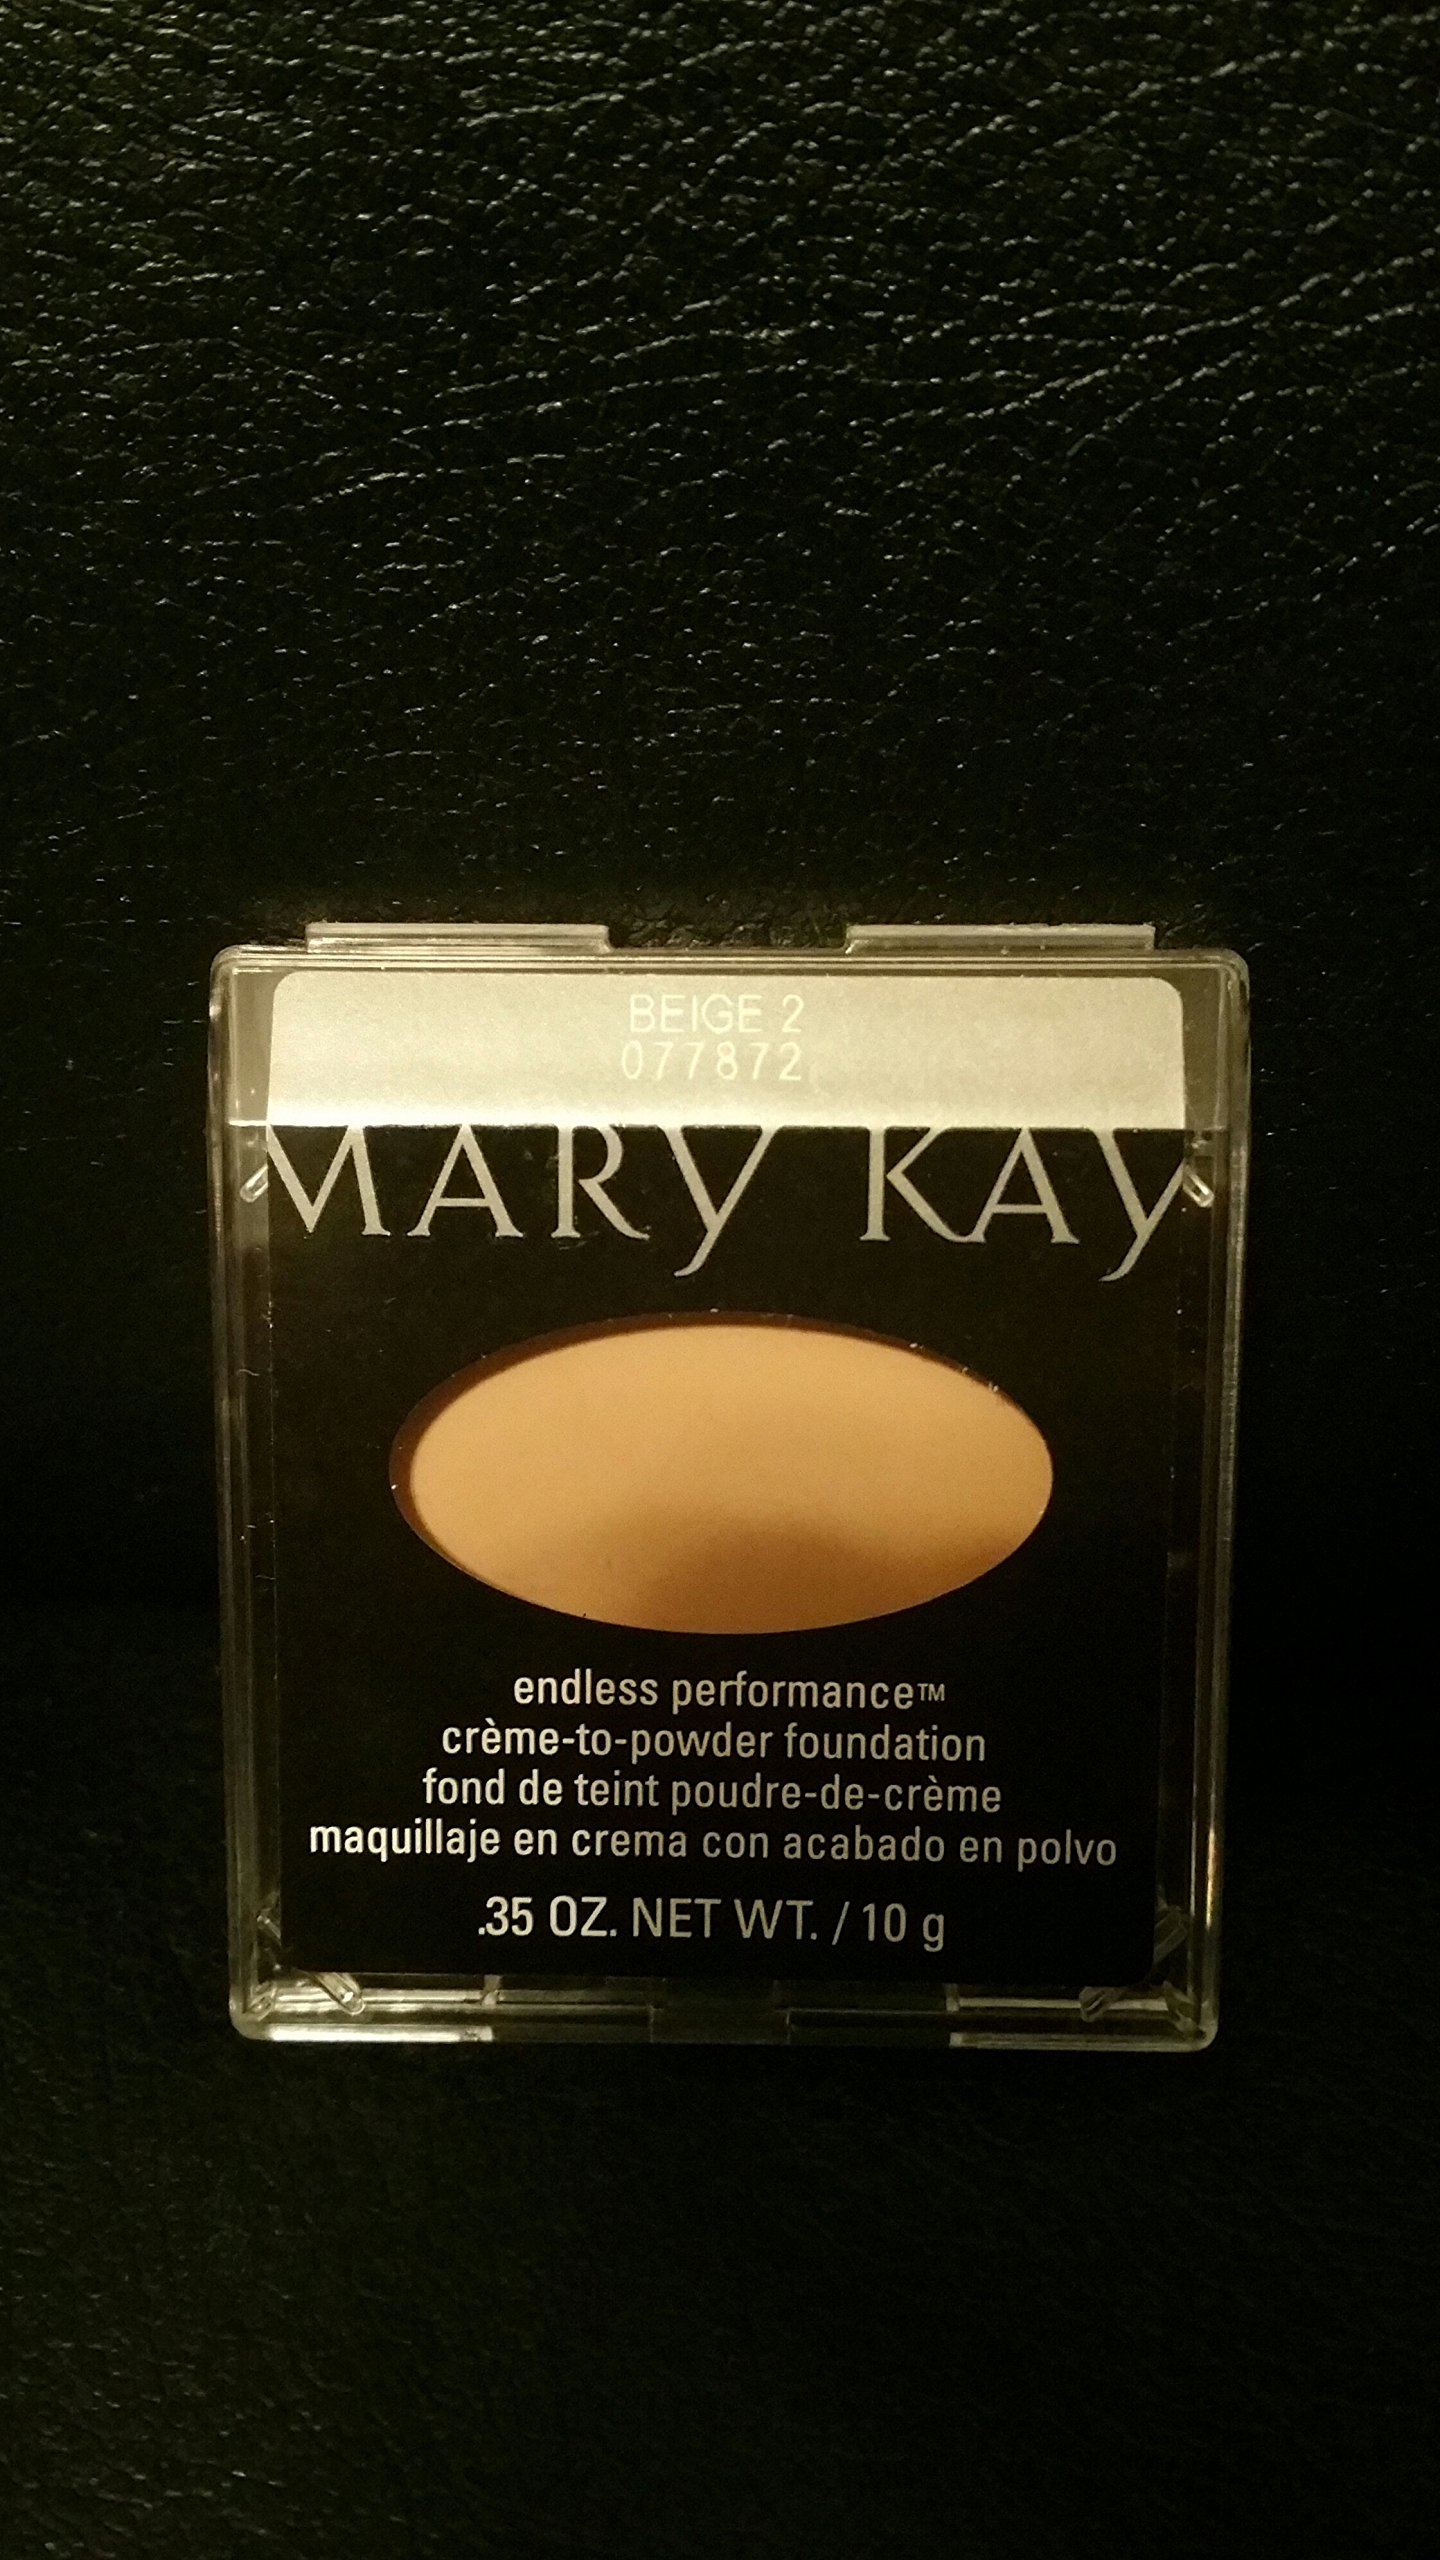 BEIGE 2
077872
MARY KAY
endless performance™
crème-to-powder foundation
fond de teint poudre-de-crème
maquillaje en crema con acabado en polvo
.35 OZ. NET WT. / 10 g